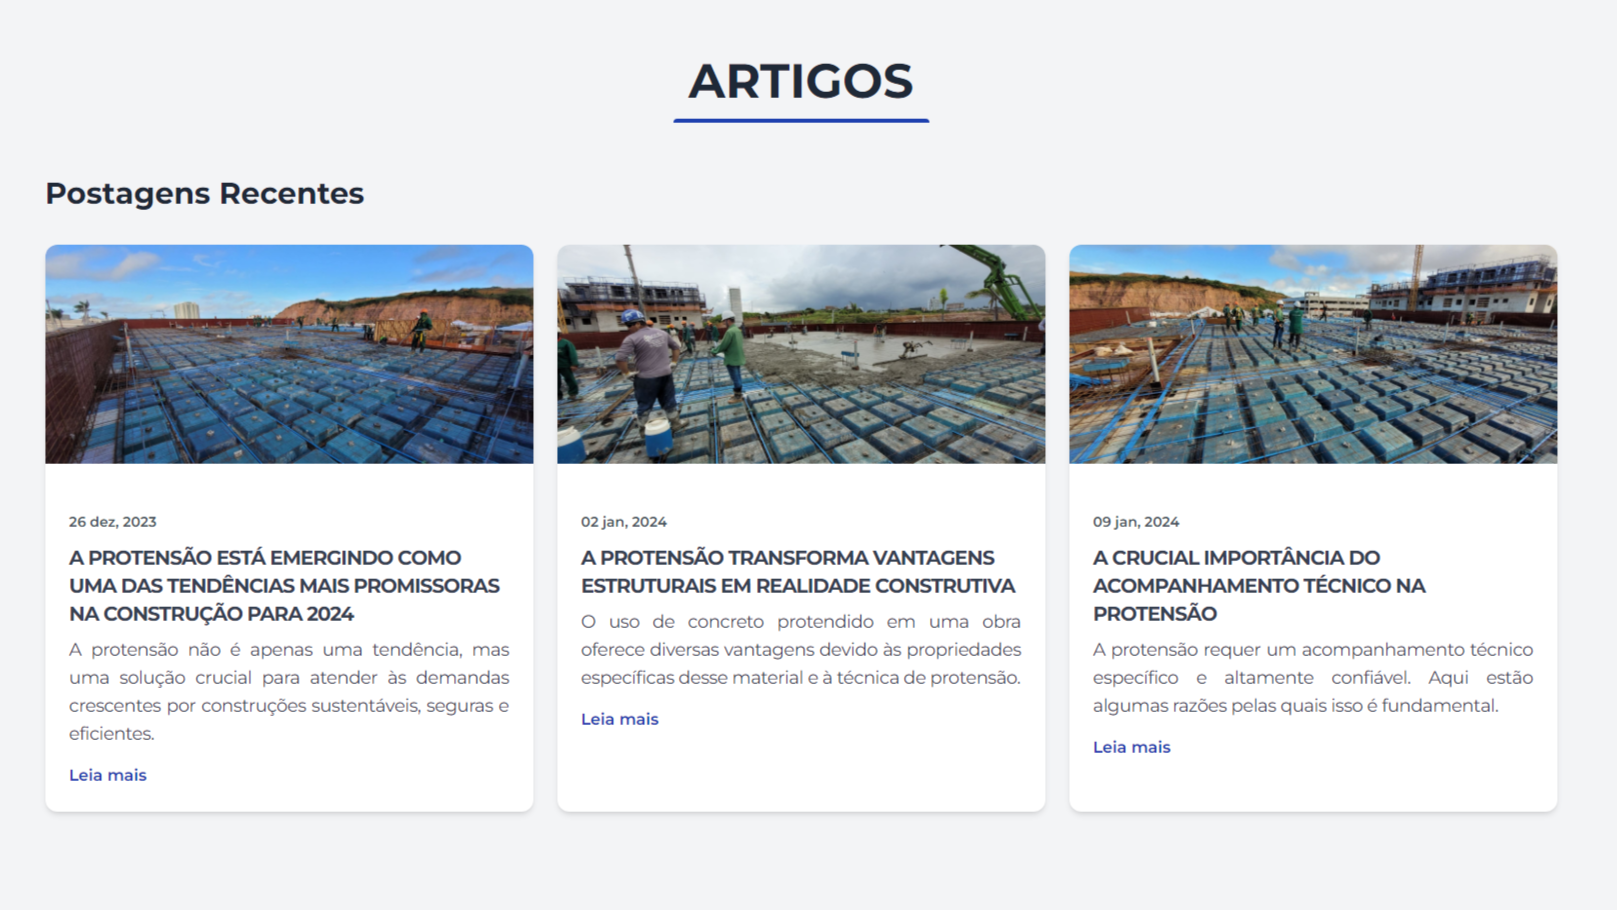 ARTIGOS
Postagens Recentes
26 dez, 2023
A PROTENSÃO ESTÁ EMERGINDO COMO
UMA DAS TENDÊNCIAS MAIS PROMISSORAS
NA CONSTRUÇÃO PARA 2024
A protensão não é apenas uma tendência, mas
uma solução crucial para atender às demandas
crescentes por construções sustentáveis, seguras e
eficientes.
Leia mais
02 jan, 2024
A PROTENSÃO TRANSFORMA VANTAGENS
ESTRUTURAIS EM REALIDADE CONSTRUTIVA
O uso de concreto protendido em uma obra
oferece diversas vantagens devido às propriedades
específicas desse material e à técnica de protensão.
Leia mais
09 jan, 2024
A CRUCIAL IMPORTÂNCIA DO
ACOMPANHAMENTO TÉCNICO NA
PROTENSÃO
A protensão requer um acompanhamento técnico
específico e altamente confiável. Aqui estão
algumas razões pelas quais isso é fundamental.
Leia mais